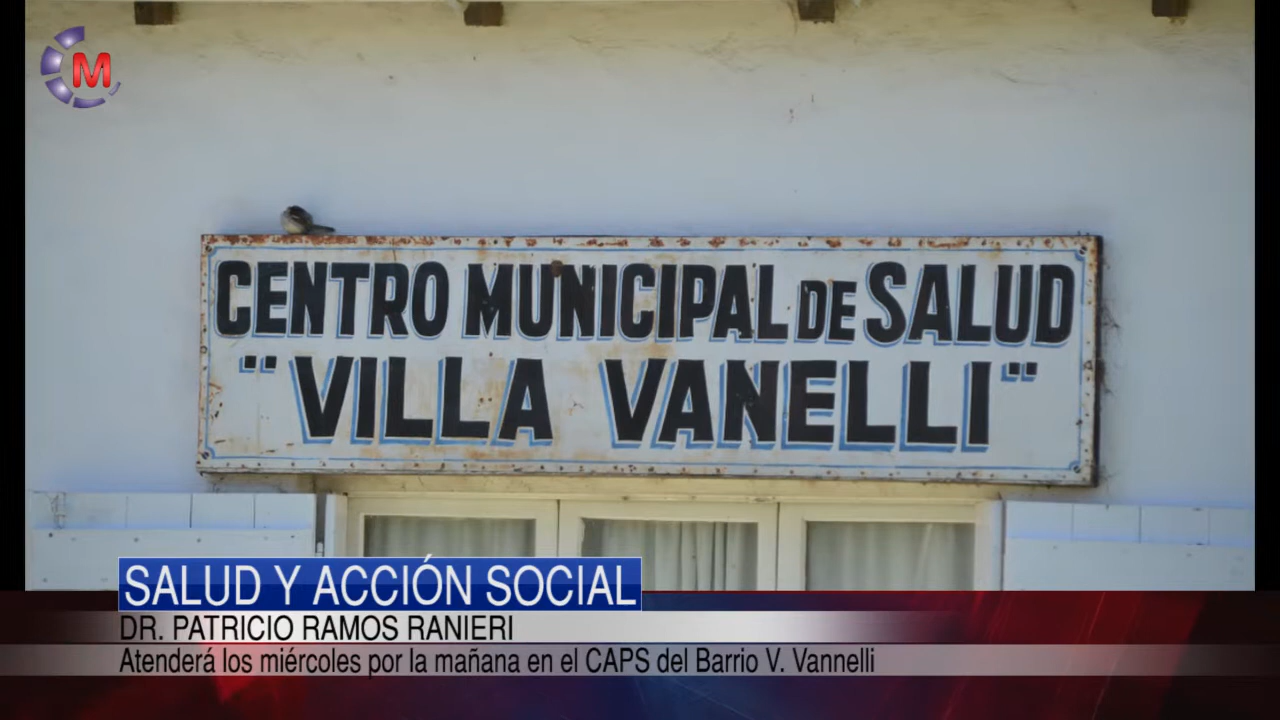 M
CENTRO MUNICIPAL DE SALUD
"VILLA VANELLI"
SALUD Y ACCIÓN SOCIAL
DR. PATRICIO RAMOS RANIERI
Atenderá los miércoles por la mañana en el CAPS del Barrio V. Vannelli